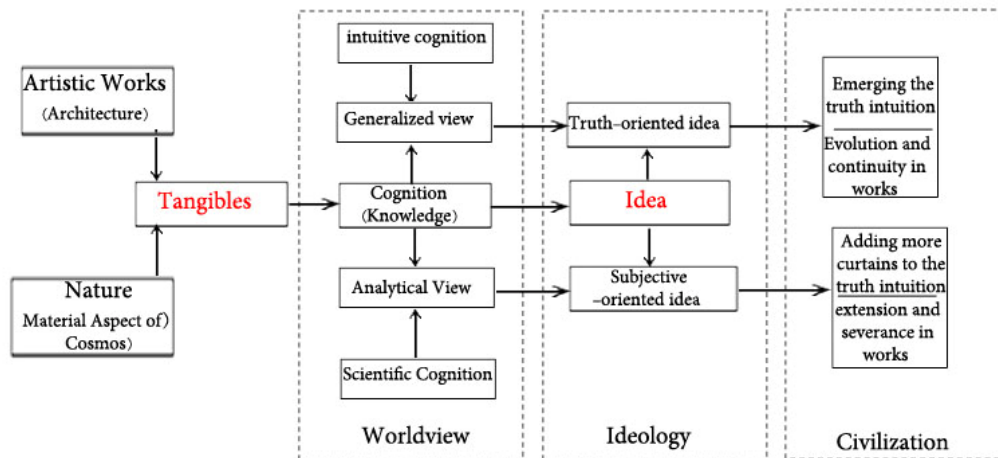 Artistic Works
(Architecture)
Tangibles
Nature
Material Aspect of)
Cosmos)
intuitive cognition
Generalized view
Cognition
(Knowledge)
Analytical View
Scientific Cognition
Worldview
Truth–oriented idea
Idea
Subjective
–oriented idea
Ideology
Emerging the
truth intuition
Evolution and
continuity in
works
Adding more
curtains to the
truth intuition
extension and
severance in
works
Civilization